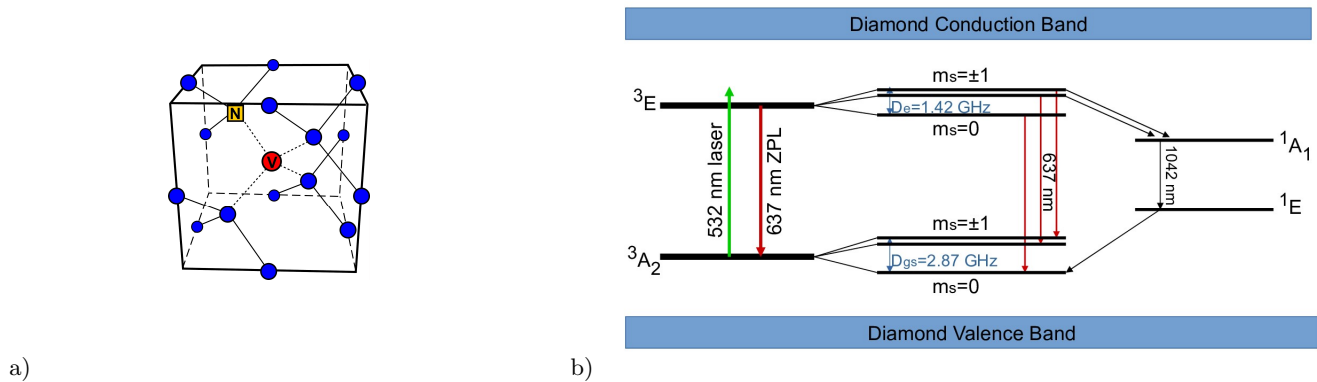 Diamond Conduction Band
N
V
³E
532 nm laser
637 nm ZPL
³A₂
mₛ=±1
Dₑ=1.42 GHz
mₛ=0
637 nm
mₛ=±1
D_gs=2.87 GHz
mₛ=0
¹A₁
1042 nm
¹E
Diamond Valence Band
a)
b)